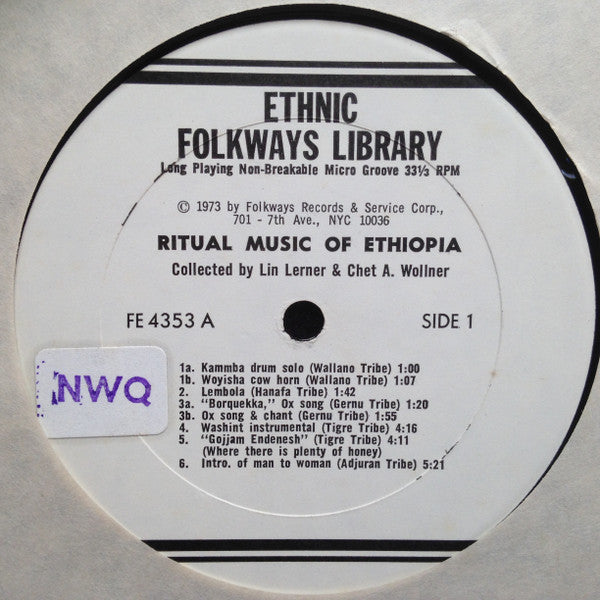 ETHNIC
FOLKWAYS LIBRARY
Long Playing Non-Breakable Micro Groove 33⅓ RPM
© 1973 by Folkways Records & Service Corp.,
701 - 7th Ave., NYC 10036
RITUAL MUSIC OF ETHIOPIA
Collected by Lin Lerner & Chet A. Wollner
FE 4353 A SIDE 1
NWQ
1a. Kammba drum solo (Wallano Tribe) 1:00
1b. Woyisha cow horn (Wallano Tribe) 1:07
2. Lembola (Hanafa Tribe) 1:42
3a. "Borquekka," Ox song (Gernu Tribe) 1:20
3b. Ox song & chant (Gernu Tribe) 1:55
4. Washint instrumental (Tigre Tribe) 4:16
5. "Gojjam Endenesh" (Tigre Tribe) 4:11
(Where there is plenty of honey)
6. Intro. of man to woman (Adjuran Tribe) 5:21